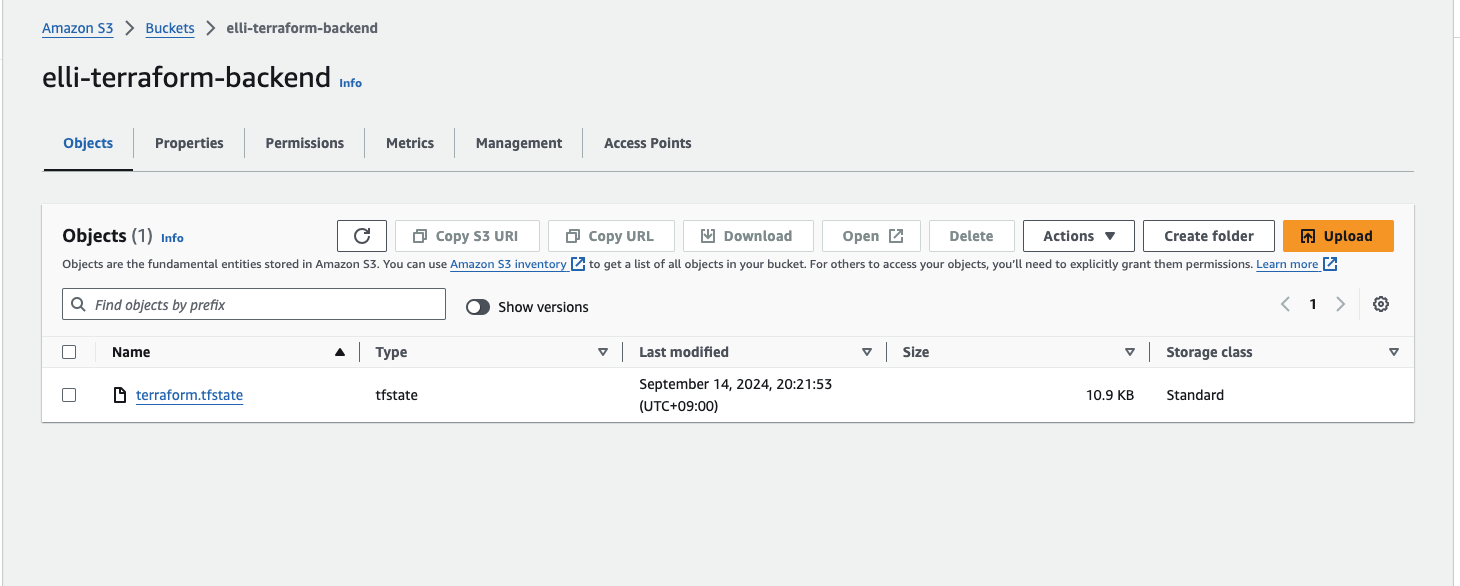 Amazon S3 > Buckets > elli-terraform-backend
elli-terraform-backend Info
Objects Properties Permissions Metrics Management Access Points
Objects (1) Info Copy S3 URI Copy URL Download Open Delete Actions Create folder Upload
Objects are the fundamental entities stored in Amazon S3. You can use Amazon S3 inventory to get a list of all objects in your bucket. For others to access your objects, you'll need to explicitly grant them permissions. Learn more
Find objects by prefix Show versions 1
Name Type Last modified Size Storage class
terraform.tfstate tfstate September 14, 2024, 20:21:53 10.9 KB Standard
(UTC+09:00)